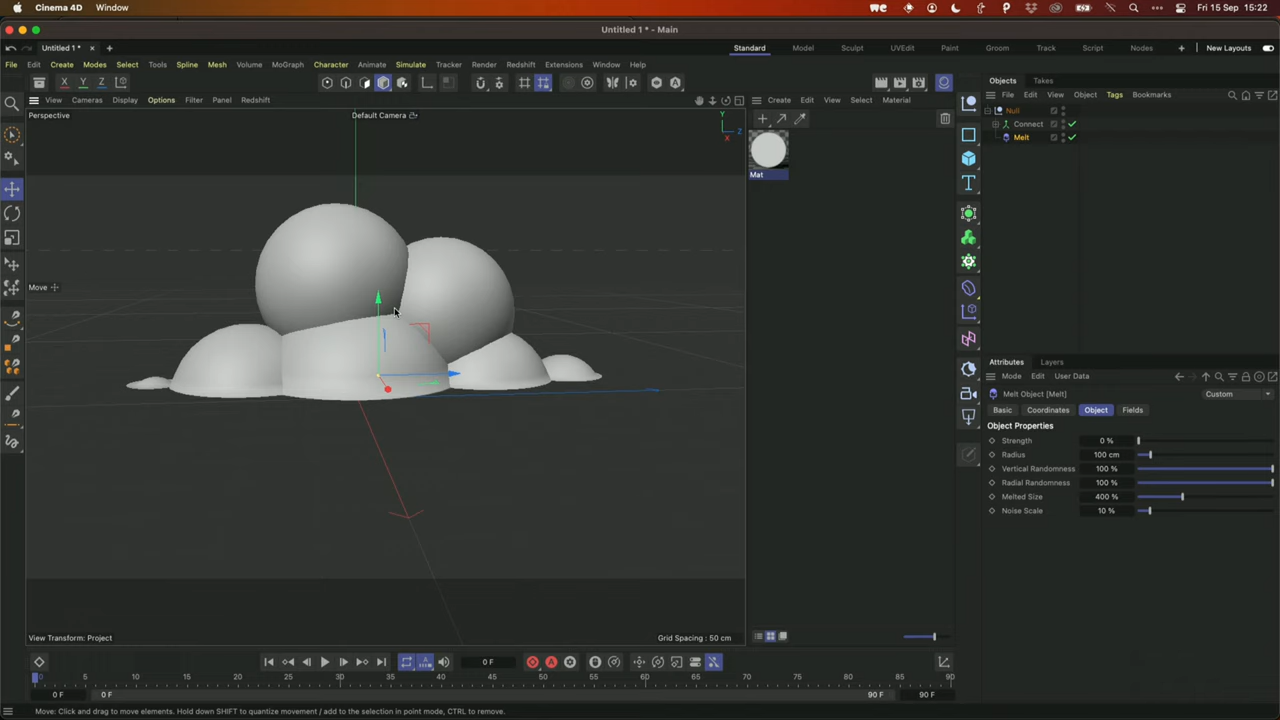 Cinema 4D Window Fri 15 Sep 15:22
Untitled 1 * - Main
Untitled 1 * Standard Model Sculpt UVEdit Paint Groom Track Script Nodes New Layouts
File Edit Create Modes Select Tools Spline Mesh Volume MoGraph Character Animate Simulate Tracker Render Redshift Extensions Window Help
Objects Takes
X Y Z
File Edit View Object Tags Bookmarks
View Cameras Display Options Filter Panel Redshift
Create Edit View Select Material
Perspective
Default Camera
Y
Z
X
Null
Connect
Melt
Mat
Move
Attributes Layers
Mode Edit User Data
Melt Object [Melt] Custom
Basic Coordinates Object Fields
Object Properties
Strength 0 %
Radius 100 cm
Vertical Randomness 100 %
Radial Randomness 100 %
Melted Size 400 %
Noise Scale 10 %
View Transform: Project
Grid Spacing : 50 cm
0 F
0 5 10 15 20 25 30 35 40 45 50 55 60 65 70 75 80 85 90
0 F 0 F 90 F 90 F
Move: Click and drag to move elements. Hold down SHIFT to quantize movement / add to the selection in point mode, CTRL to remove.